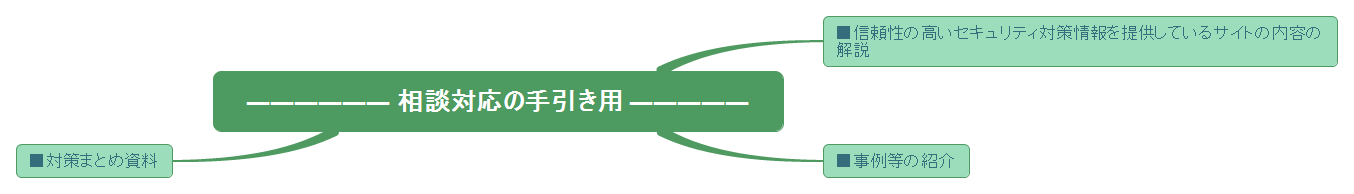 ■信頼性の高いセキュリティ対策情報を提供しているサイトの内容の
解説
―――――― 相談対応の手引き用 ―――――
■対策まとめ資料
■事例等の紹介